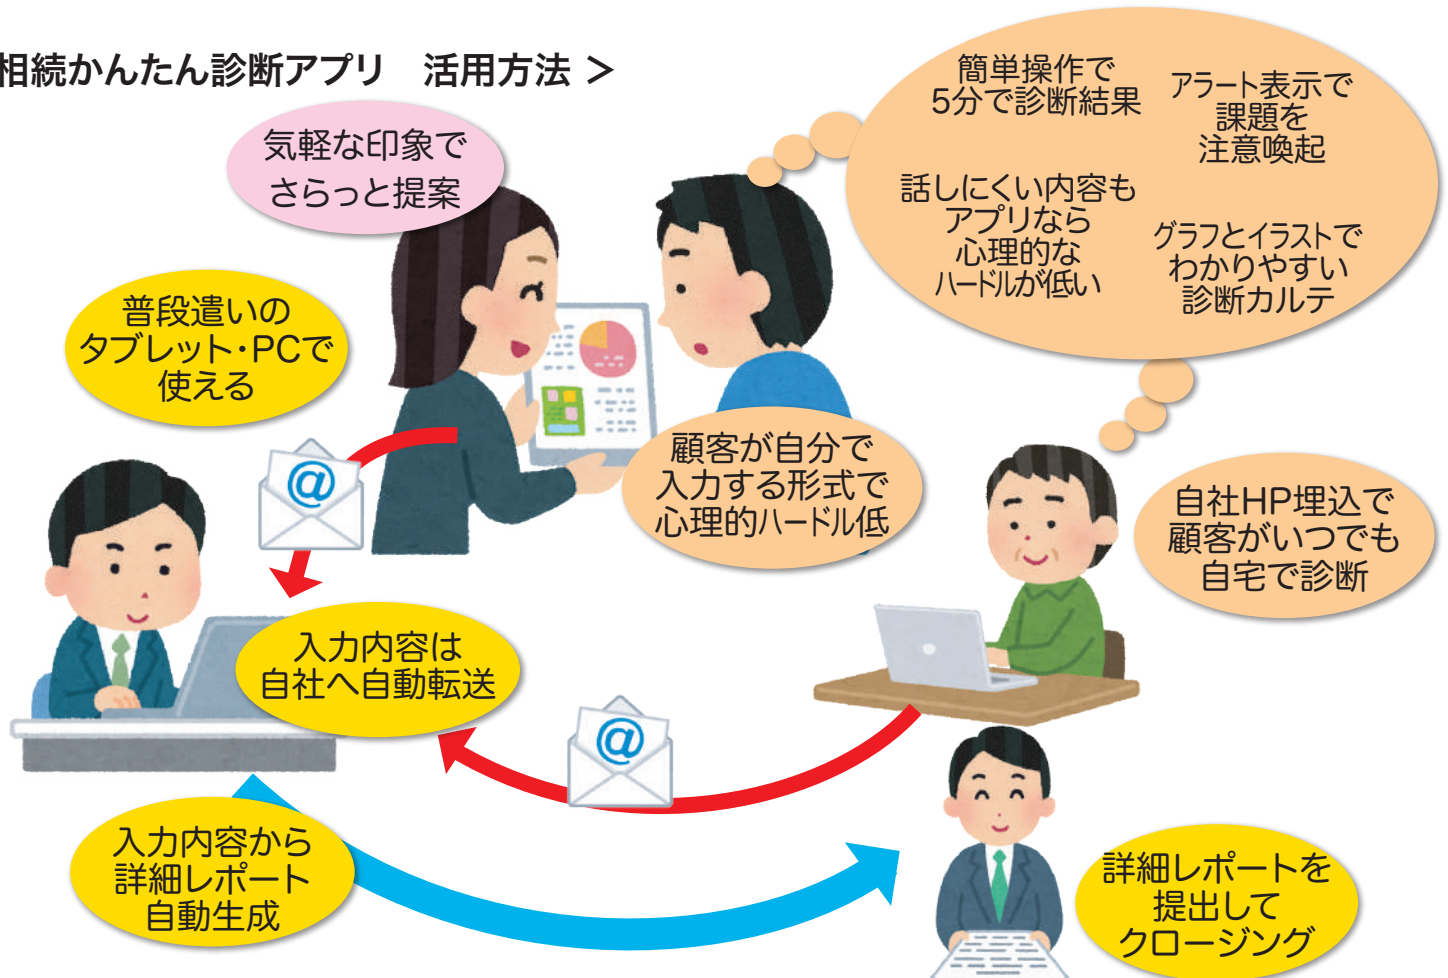 相続かんたん診断アプリ　活用方法 ＞
気軽な印象で
さらっと提案
簡単操作で
5分で診断結果
アラート表示で
課題を
注意喚起
話しにくい内容も
アプリなら
心理的な
ハードルが低い
グラフとイラストで
わかりやすい
診断カルテ
普段遣いの
タブレット・PCで
使える
顧客が自分で
入力する形式で
心理的ハードル低
自社HP埋込で
顧客がいつでも
自宅で診断
@
入力内容は
自社へ自動転送
@
入力内容から
詳細レポート
自動生成
詳細レポートを
提出して
クロージング